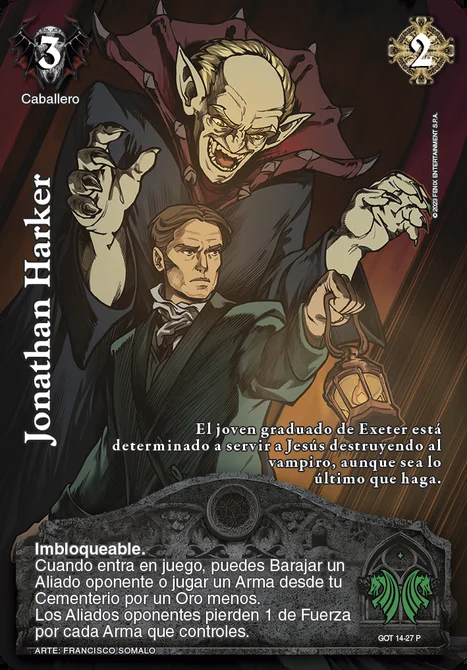 3
2
Caballero
© 2023 FENIX ENTERTAINMENT S.P.A.
Jonathan Harker
El joven graduado de Exeter está
determinado a servir a Jesús destruyendo al
vampiro, aunque sea lo
último que haga.
Imbloqueable.
Cuando entra en juego, puedes Barajar un
Aliado oponente o jugar un Arma desde tu
Cementerio por un Oro menos.
Los Aliados oponentes pierden 1 de Fuerza
por cada Arma que controles.
GOT 14-27 P
ARTE: FRANCISCO SOMALO